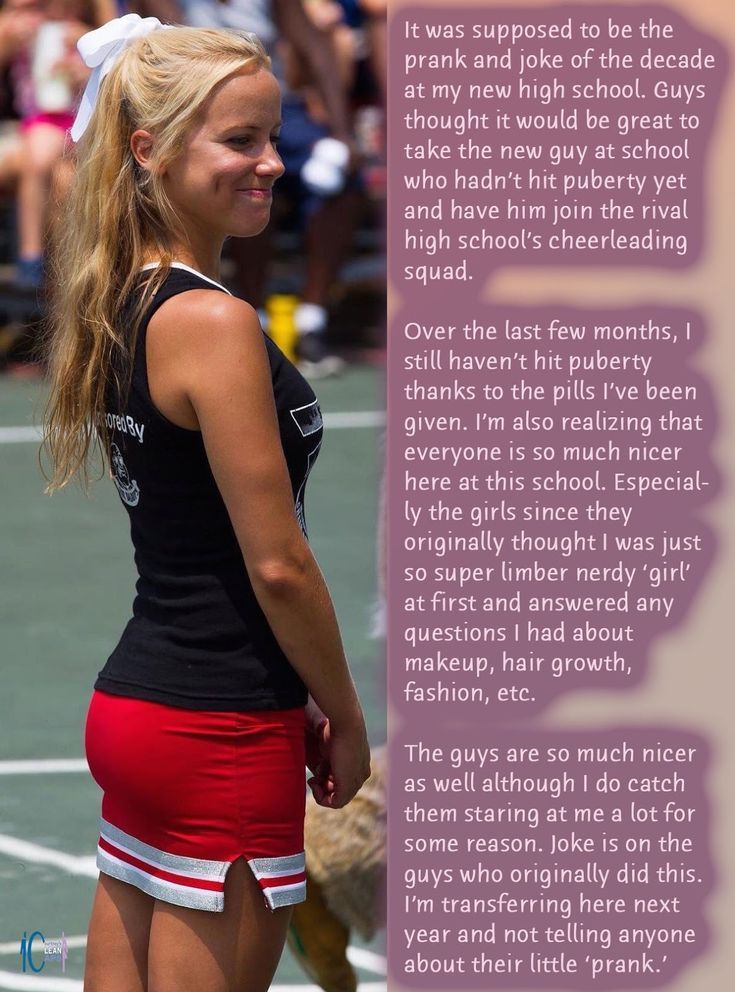 It was supposed to be the
prank and joke of the decade
at my new high school. Guys
thought it would be great to
take the new guy at school
who hadn't hit puberty yet
and have him join the rival
high school's cheerleading
squad.
Over the last few months, I
still haven't hit puberty
thanks to the pills I've been
given. I'm also realizing that
everyone is so much nicer
here at this school. Especial-
ly the girls since they
originally thought I was just
so super limber nerdy 'girl'
at first and answered any
questions I had about
makeup, hair growth,
fashion, etc.
The guys are so much nicer
as well although I do catch
them staring at me a lot for
some reason. Joke is on the
guys who originally did this.
I'm transferring here next
year and not telling anyone
about their little 'prank.'